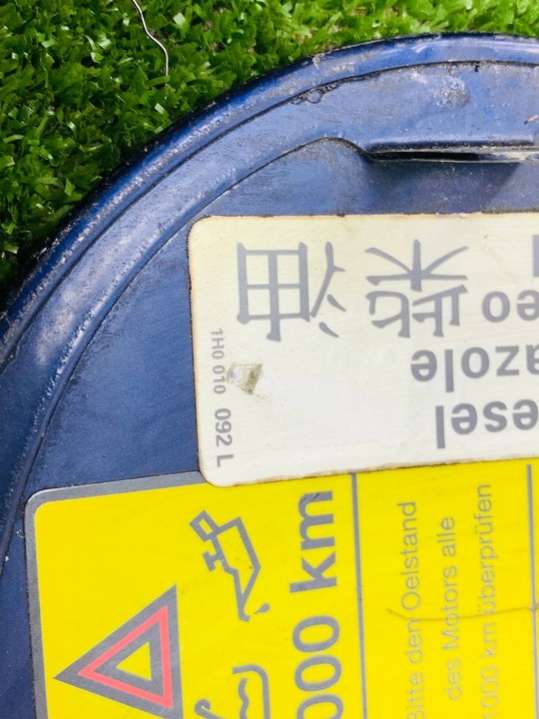 esel
azole
eo
柴油
1H0 010 092 L
000 km
Bitte den Oelstand
des Motors alle
000 km überprüfen